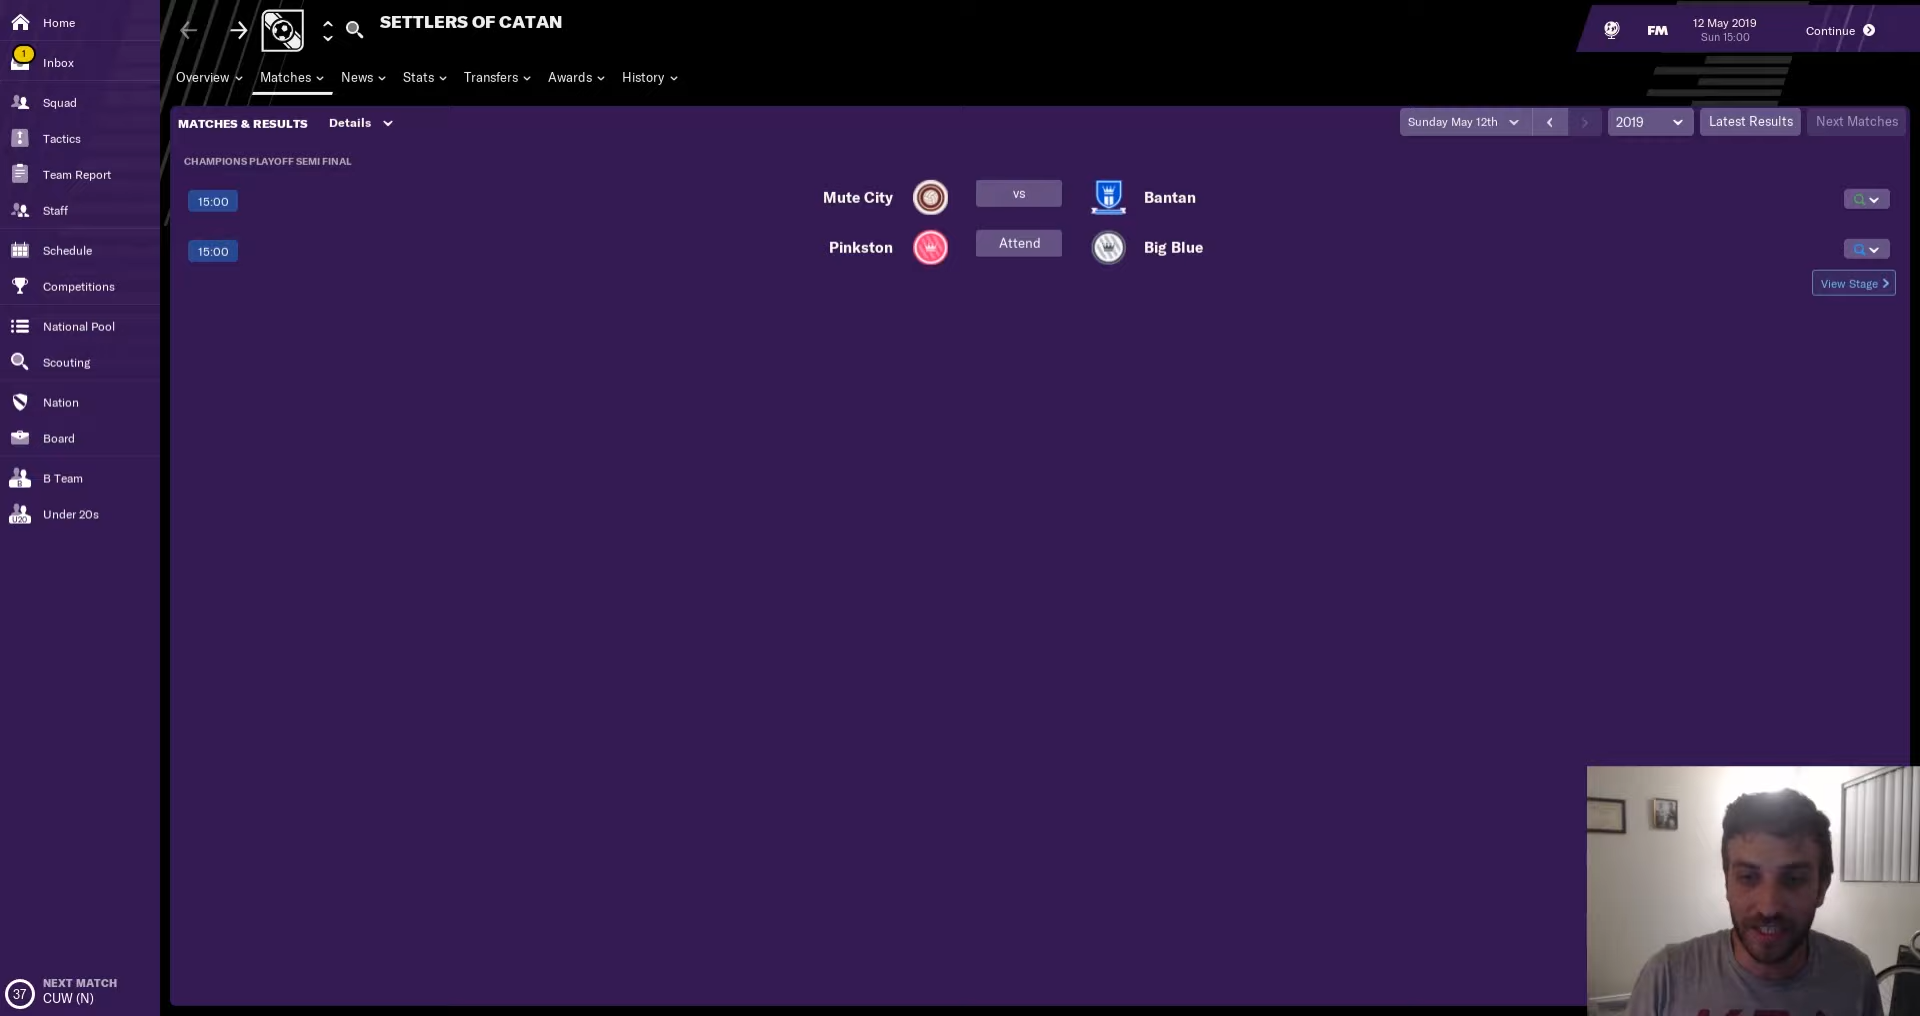 Home
1
Inbox
Squad
Tactics
Team Report
Staff
Schedule
Competitions
National Pool
Scouting
Nation
Board
B
B Team
U20
Under 20s
37
NEXT MATCH
CUW (N)
SETTLERS OF CATAN
FM
12 May 2019
Sun 15:00
Continue
Overview Matches News Stats Transfers Awards History
MATCHES & RESULTS Details
Sunday May 12th 2019 Latest Results Next Matches
CHAMPIONS PLAYOFF SEMI FINAL
15:00 Mute City vs Bantan
15:00 Pinkston Attend Big Blue
View Stage